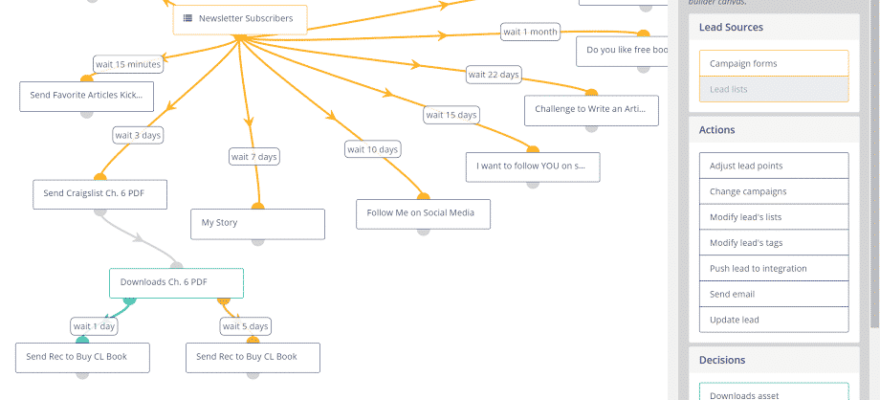 builder canvas.
Newsletter Subscribers
Lead Sources
wait 1 month
Do you like free boo
wait 15 minutes
Campaign forms
wait 22 days
Lead lists
Send Favorite Articles Kick...
Challenge to Write an Arti...
wait 15 days
Actions
wait 3 days
wait 10 days
wait 7 days
I want to follow YOU on s...
Adjust lead points
Send Craigslist Ch. 6 PDF
Change campaigns
Follow Me on Social Media
Modify lead's lists
My Story
Modify lead's tags
Push lead to integration
Downloads Ch. 6 PDF
Send email
wait 1 day
wait 5 days
Update lead
Send Rec to Buy CL Book
Send Rec to Buy CL Book
Decisions
Downloads asset